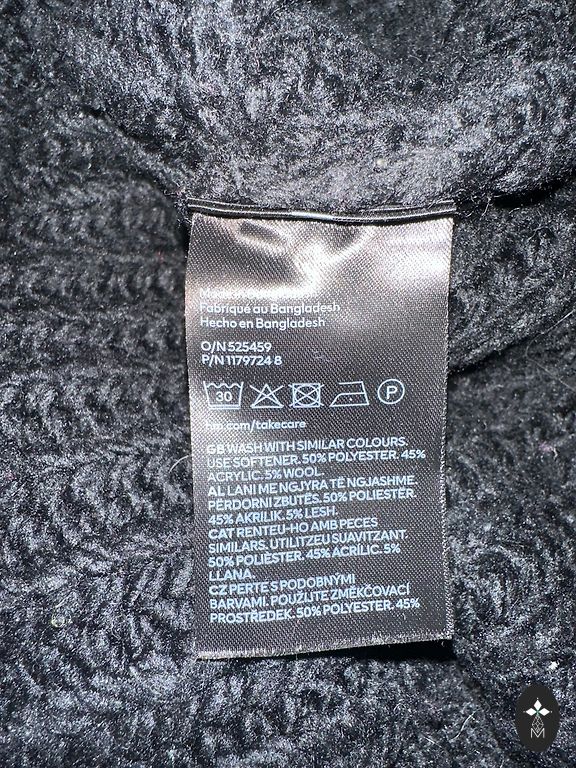 Fabriqué au Bangladesh
Hecho en Bangladesh
O/N 525459
P/N 1179724 8
30 P
hm.com/takecare
GB WASH WITH SIMILAR COLOURS.
USE SOFTENER. 50% POLYESTER. 45%
ACRYLIC. 5% WOOL.
AL LANI ME NGJYRA TË NGJASHME.
PËRDORNI ZBUTËS. 50% POLIESTER.
45% AKRILIK. 5% LESH.
CAT RENTEU-HO AMB PECES
SIMILARS. UTILITZEU SUAVITZANT.
50% POLIÈSTER. 45% ACRÍLIC. 5%
LLANA.
CZ PERTE S PODOBNÝMI
BARVAMI. POUŽIJTE ZMĚKČOVACÍ
PROSTŘEDEK. 50% POLYESTER. 45%
M